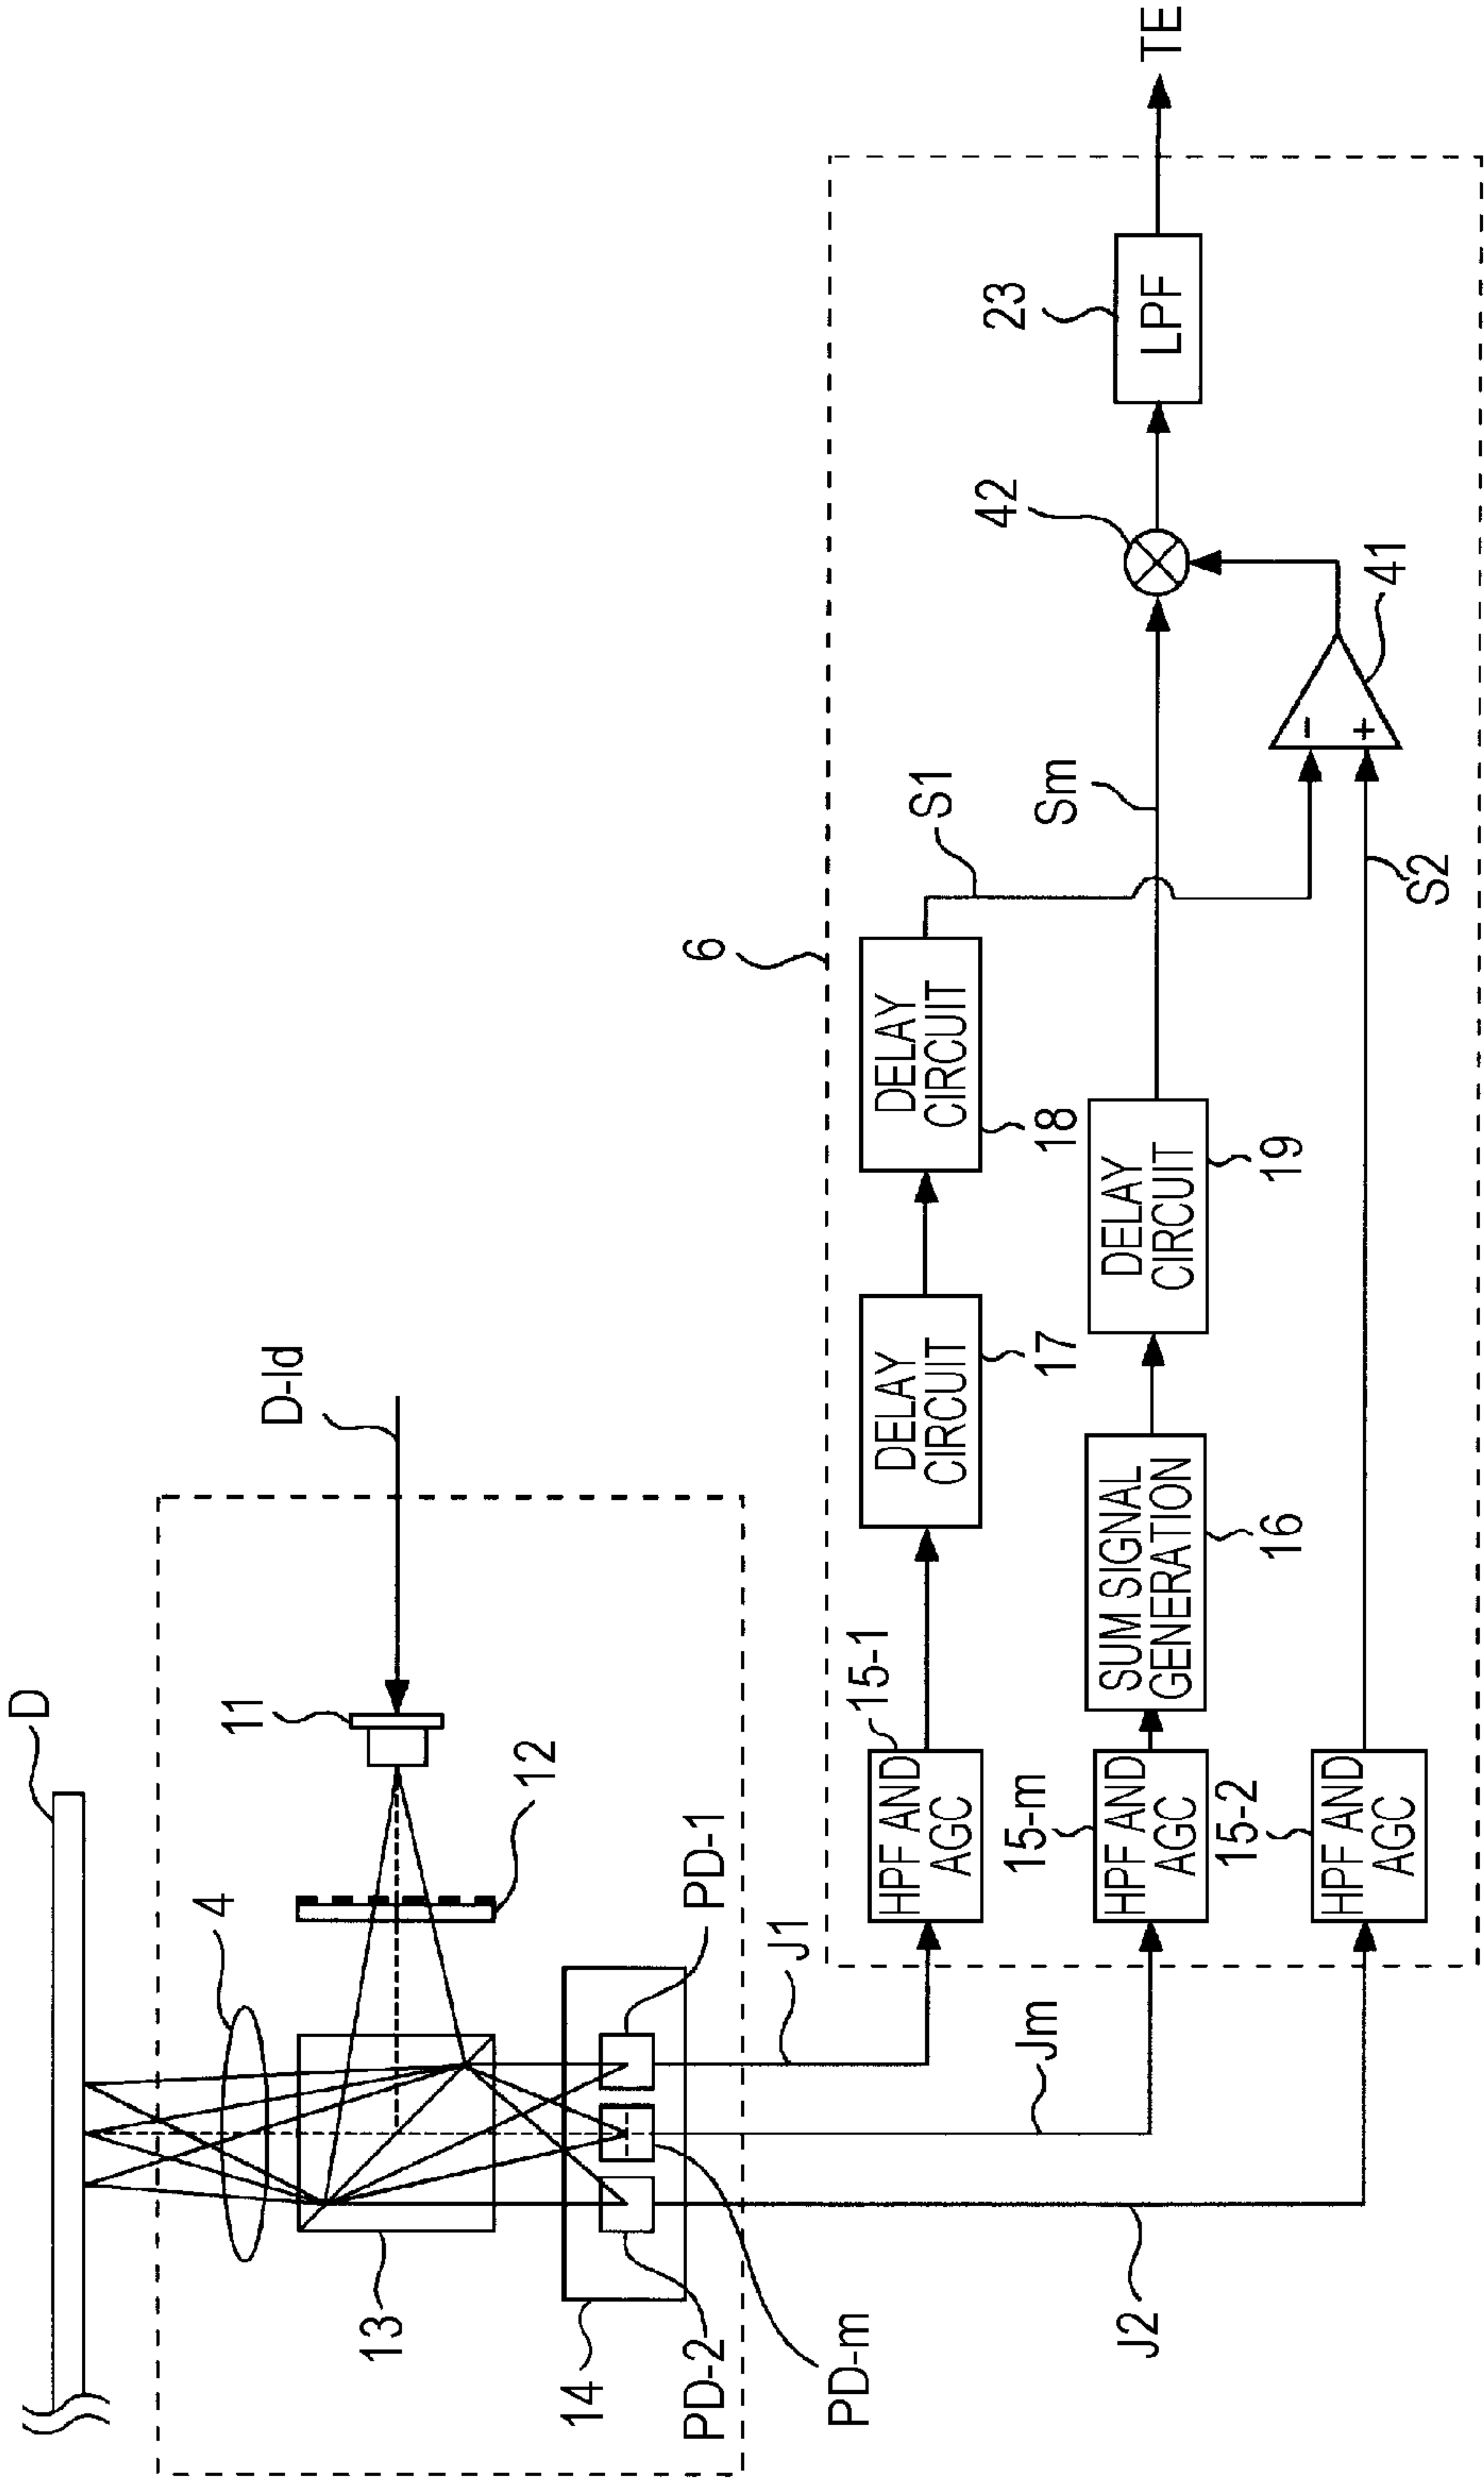 D
4
11
D-Id
12
13
14
PD-1
PD-2
PD-m
J1
Jm
J2
6
15-1
HPF AND
AGC
15-m
HPF AND
AGC
15-2
HPF AND
AGC
SUM SIGNAL
GENERATION
16
DELAY
CIRCUIT
17
DELAY
CIRCUIT
18
DELAY
CIRCUIT
19
S1
Sm
S2
-
+
41
42
LPF
23
TE